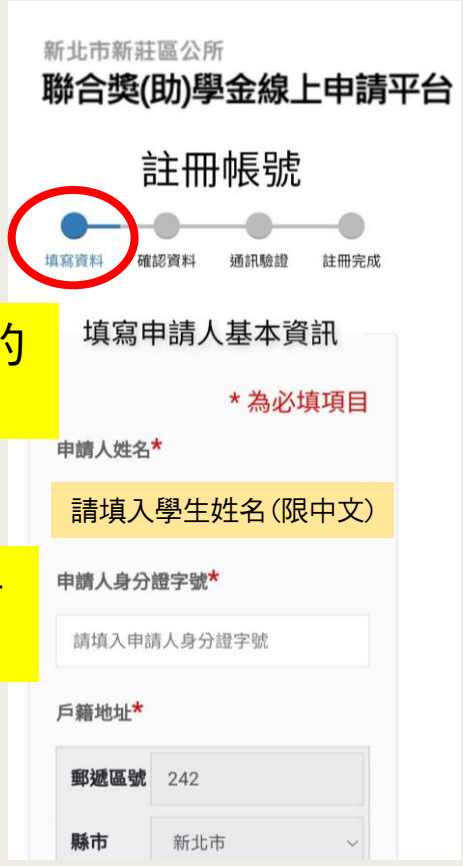 新北市新莊區公所
聯合獎(助)學金線上申請平台
註冊帳號
填寫資料 確認資料 通訊驗證 註冊完成
的
填寫申請人基本資訊
* 為必填項目
申請人姓名*
請填入學生姓名(限中文)
申請人身分證字號*
請填入申請人身分證字號
戶籍地址*
郵遞區號 242
縣市 新北市